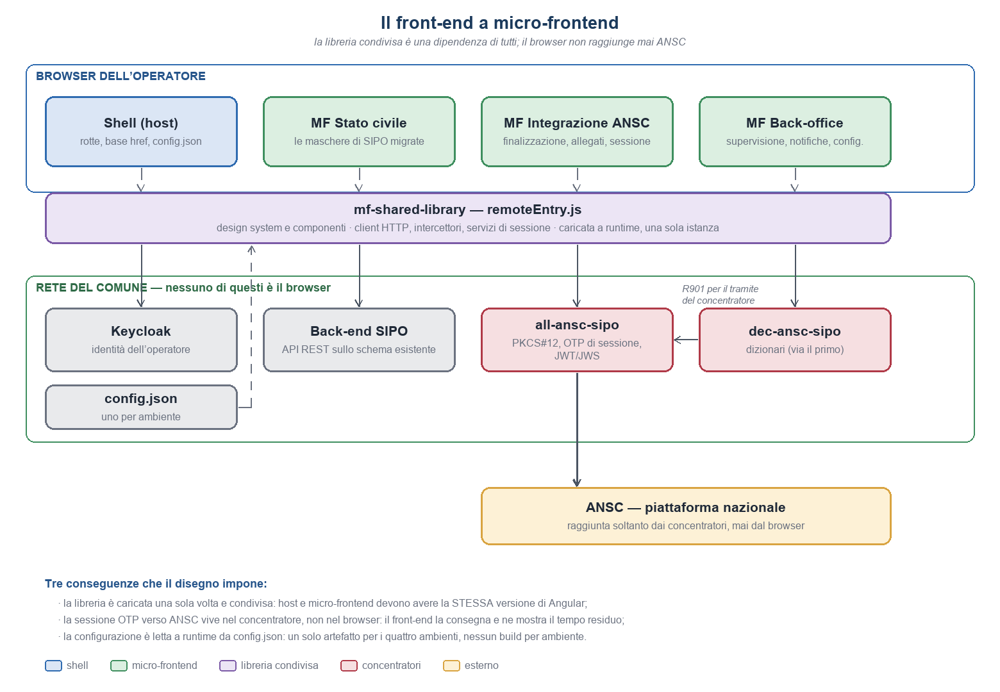 Il front-end a micro-frontend
la libreria condivisa è una dipendenza di tutti; il browser non raggiunge mai ANSC
BROWSER DELL’OPERATORE
Shell (host)
rotte, base href, config.json
MF Stato civile
le maschere di SIPO migrate
MF Integrazione ANSC
finalizzazione, allegati, sessione
MF Back-office
supervisione, notifiche, config.
mf-shared-library — remoteEntry.js
design system e componenti · client HTTP, intercettori, servizi di sessione · caricata a runtime, una sola istanza
RETE DEL COMUNE — nessuno di questi è il browser
R901 per il tramite
del concentratore
Keycloak
identità dell’operatore
Back-end SIPO
API REST sullo schema esistente
all-ansc-sipo
PKCS#12, OTP di sessione,
JWT/JWS
dec-ansc-sipo
dizionari (via il primo)
config.json
uno per ambiente
ANSC — piattaforma nazionale
raggiunta soltanto dai concentratori, mai dal browser
Tre conseguenze che il disegno impone:
· la libreria è caricata una sola volta e condivisa: host e micro-frontend devono avere la STESSA versione di Angular;
· la sessione OTP verso ANSC vive nel concentratore, non nel browser: il front-end la consegna e ne mostra il tempo residuo;
· la configurazione è letta a runtime da config.json: un solo artefatto per i quattro ambienti, nessun build per ambiente.
shell
micro-frontend
libreria condivisa
concentratori
esterno